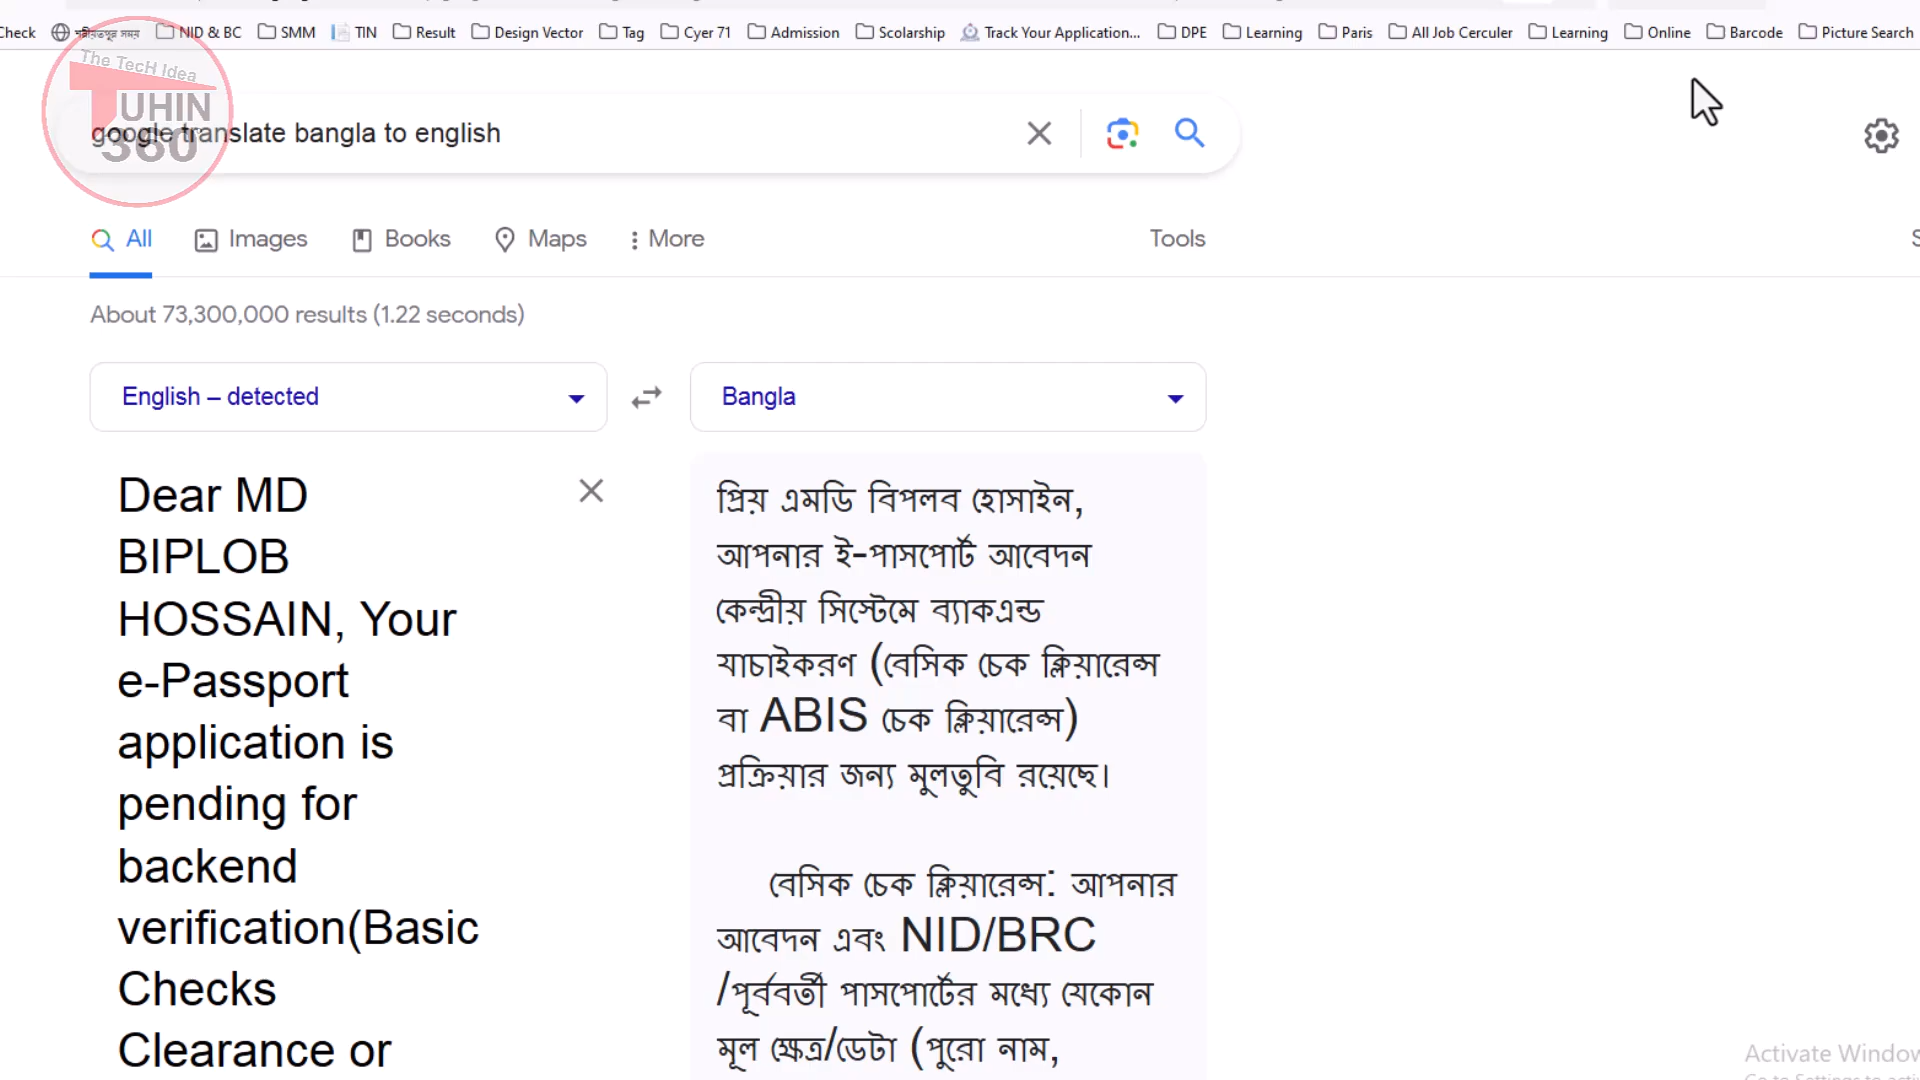 Check শরীয়তপুর সময় NID & BC SMM TIN Result Design Vector Tag Cyer 71 Admission Scolarship Track Your Application... DPE Learning Paris All Job Cerculer Learning Online Barcode Picture Search
The TecH Idea
TUHIN
360
google translate bangla to english
All Images Books Maps More Tools
About 73,300,000 results (1.22 seconds)
English – detected
Bangla
Dear MD
BIPLOB
HOSSAIN, Your
e-Passport
application is
pending for
backend
verification(Basic
Checks
Clearance or
প্রিয় এমডি বিপলব হোসাইন,
আপনার ই-পাসপোর্ট আবেদন
কেন্দ্রীয় সিস্টেমে ব্যাকএন্ড
যাচাইকরণ (বেসিক চেক ক্লিয়ারেন্স
বা ABIS চেক ক্লিয়ারেন্স)
প্রক্রিয়ার জন্য মুলতুবি রয়েছে।
বেসিক চেক ক্লিয়ারেন্স: আপনার
আবেদন এবং NID/BRC
/পূর্ববর্তী পাসপোর্টের মধ্যে যেকোন
মূল ক্ষেত্র/ডেটা (পুরো নাম,
Activate Window